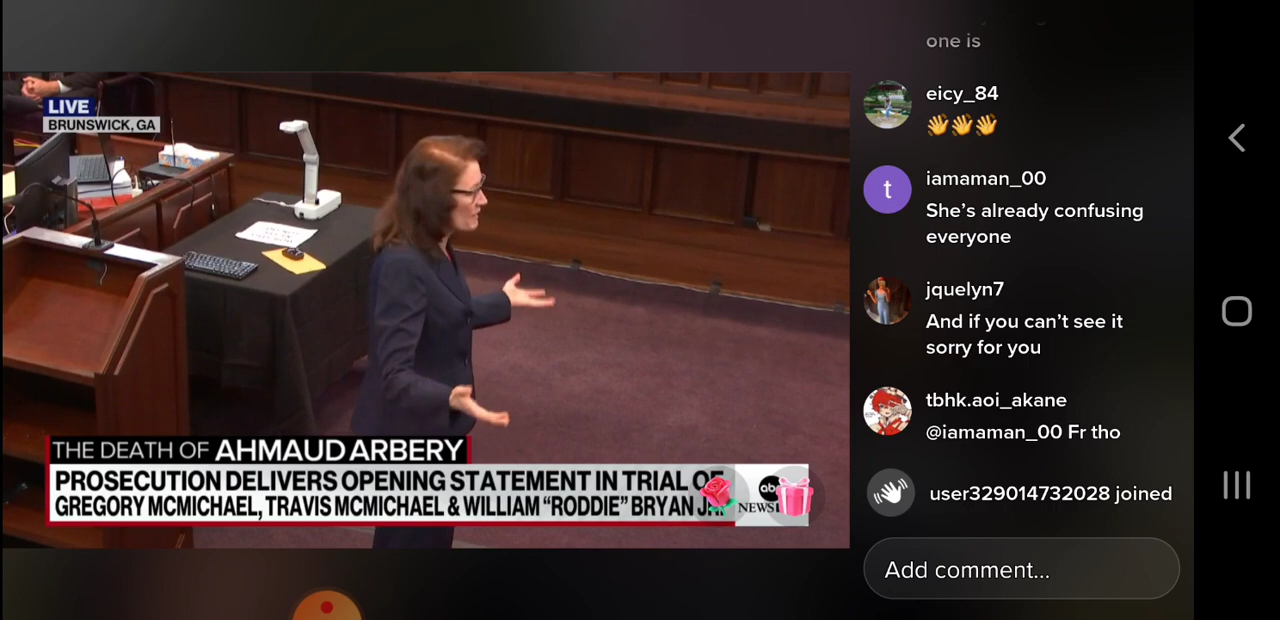 one is
LIVE
BRUNSWICK, GA
eicy_84
👋👋👋
t
iamaman_00
She's already confusing
everyone
jquelyn7
And if you can't see it
sorry for you
tbhk.aoi_akane
@iamaman_00 Fr tho
user329014732028 joined
Add comment...
THE DEATH OF AHMAUD ARBERY
PROSECUTION DELIVERS OPENING STATEMENT IN TRIAL OF
GREGORY MCMICHAEL, TRAVIS MCMICHAEL & WILLIAM "RODDIE" BRYAN
abc
NEWS